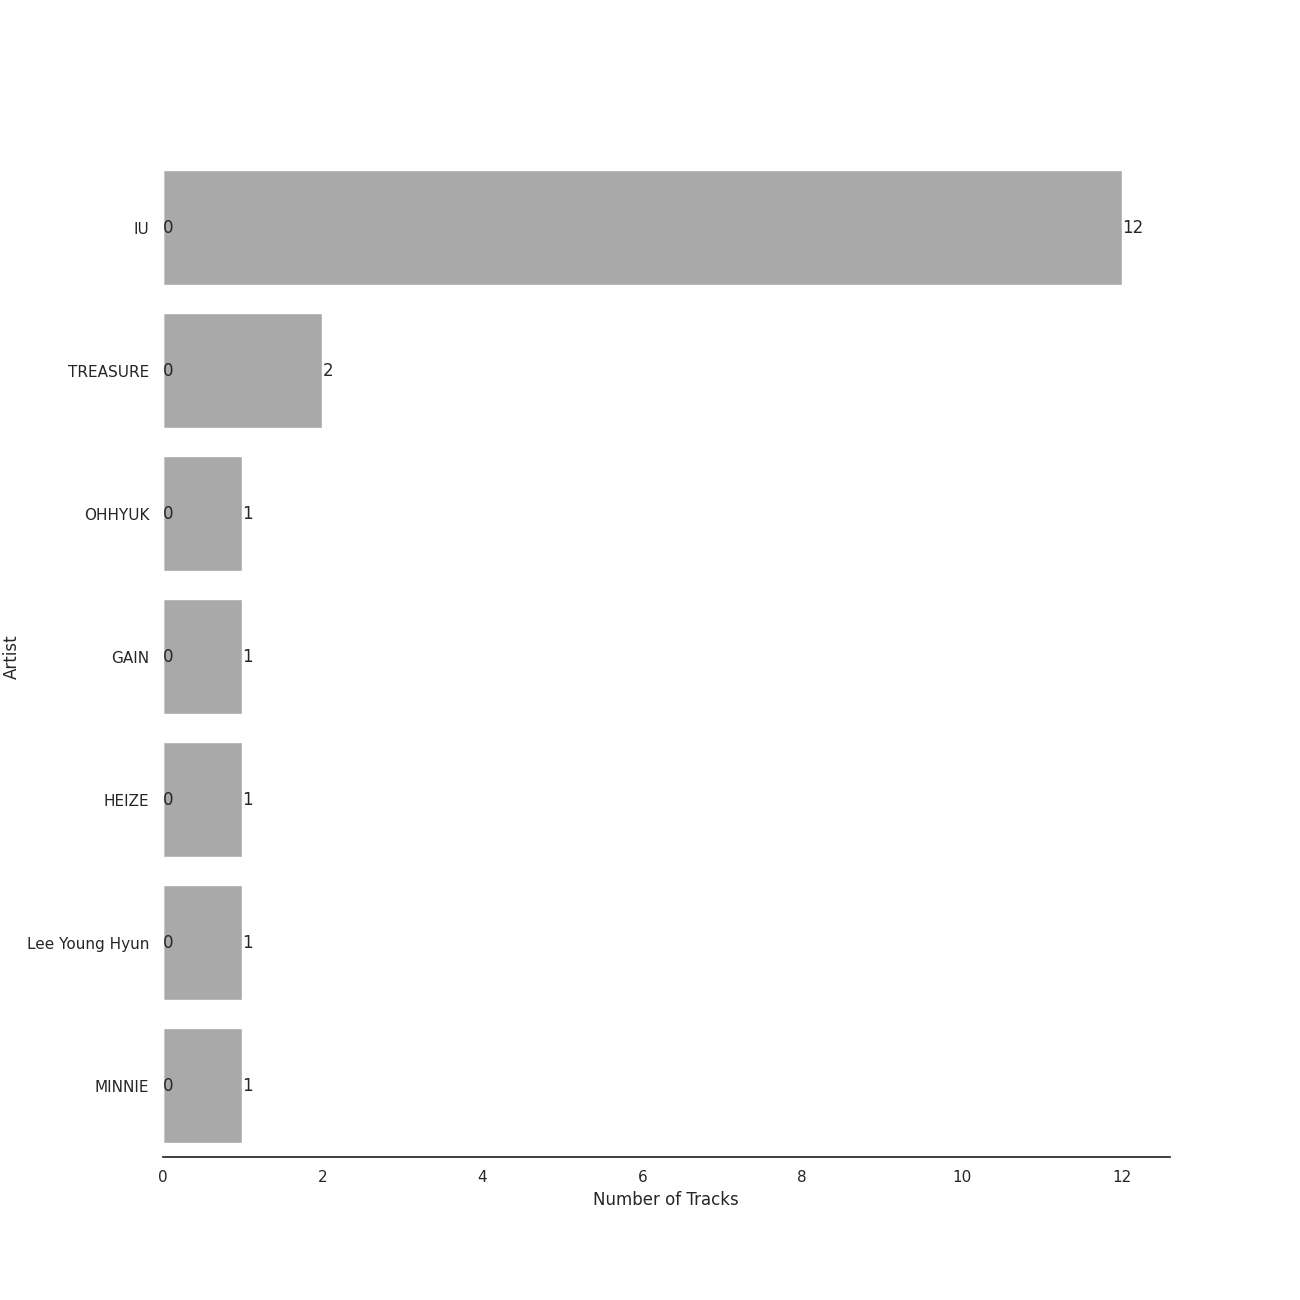 IU 0 12
TREASURE 0 2
OHHYUK 0 1
GAIN 0 1
Artist
HEIZE 0 1
Lee Young Hyun 0 1
MINNIE 0 1
0 2 4 6 8 10 12
Number of Tracks